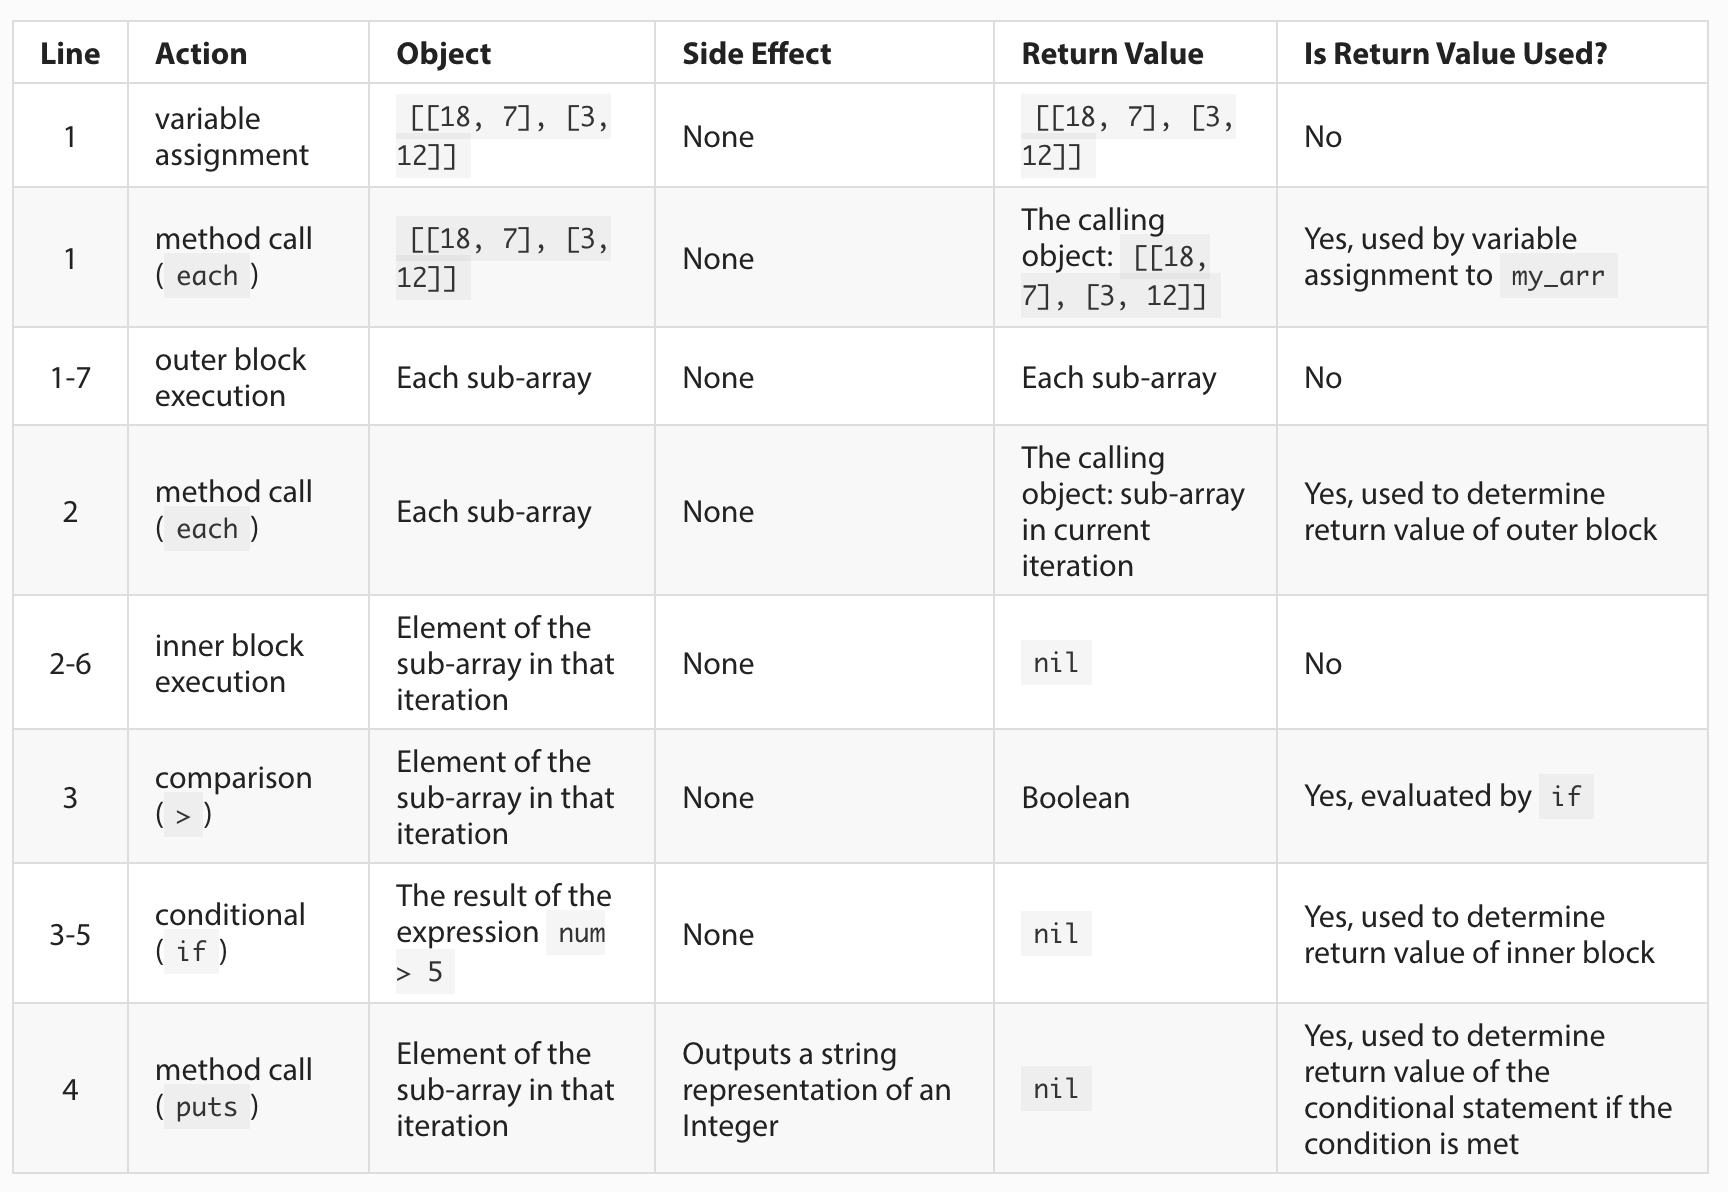 Line Action Object Side Effect Return Value Is Return Value Used?
1 variable assignment [[18, 7], [3, 12]] None [[18, 7], [3, 12]] No
1 method call ( each ) [[18, 7], [3, 12]] None The calling object: [[18, 7], [3, 12]] Yes, used by variable assignment to my_arr
1-7 outer block execution Each sub-array None Each sub-array No
2 method call ( each ) Each sub-array None The calling object: sub-array in current iteration Yes, used to determine return value of outer block
2-6 inner block execution Element of the sub-array in that iteration None nil No
3 comparison ( > ) Element of the sub-array in that iteration None Boolean Yes, evaluated by if
3-5 conditional ( if ) The result of the expression num > 5 None nil Yes, used to determine return value of inner block
4 method call ( puts ) Element of the sub-array in that iteration Outputs a string representation of an Integer nil Yes, used to determine return value of the conditional statement if the condition is met